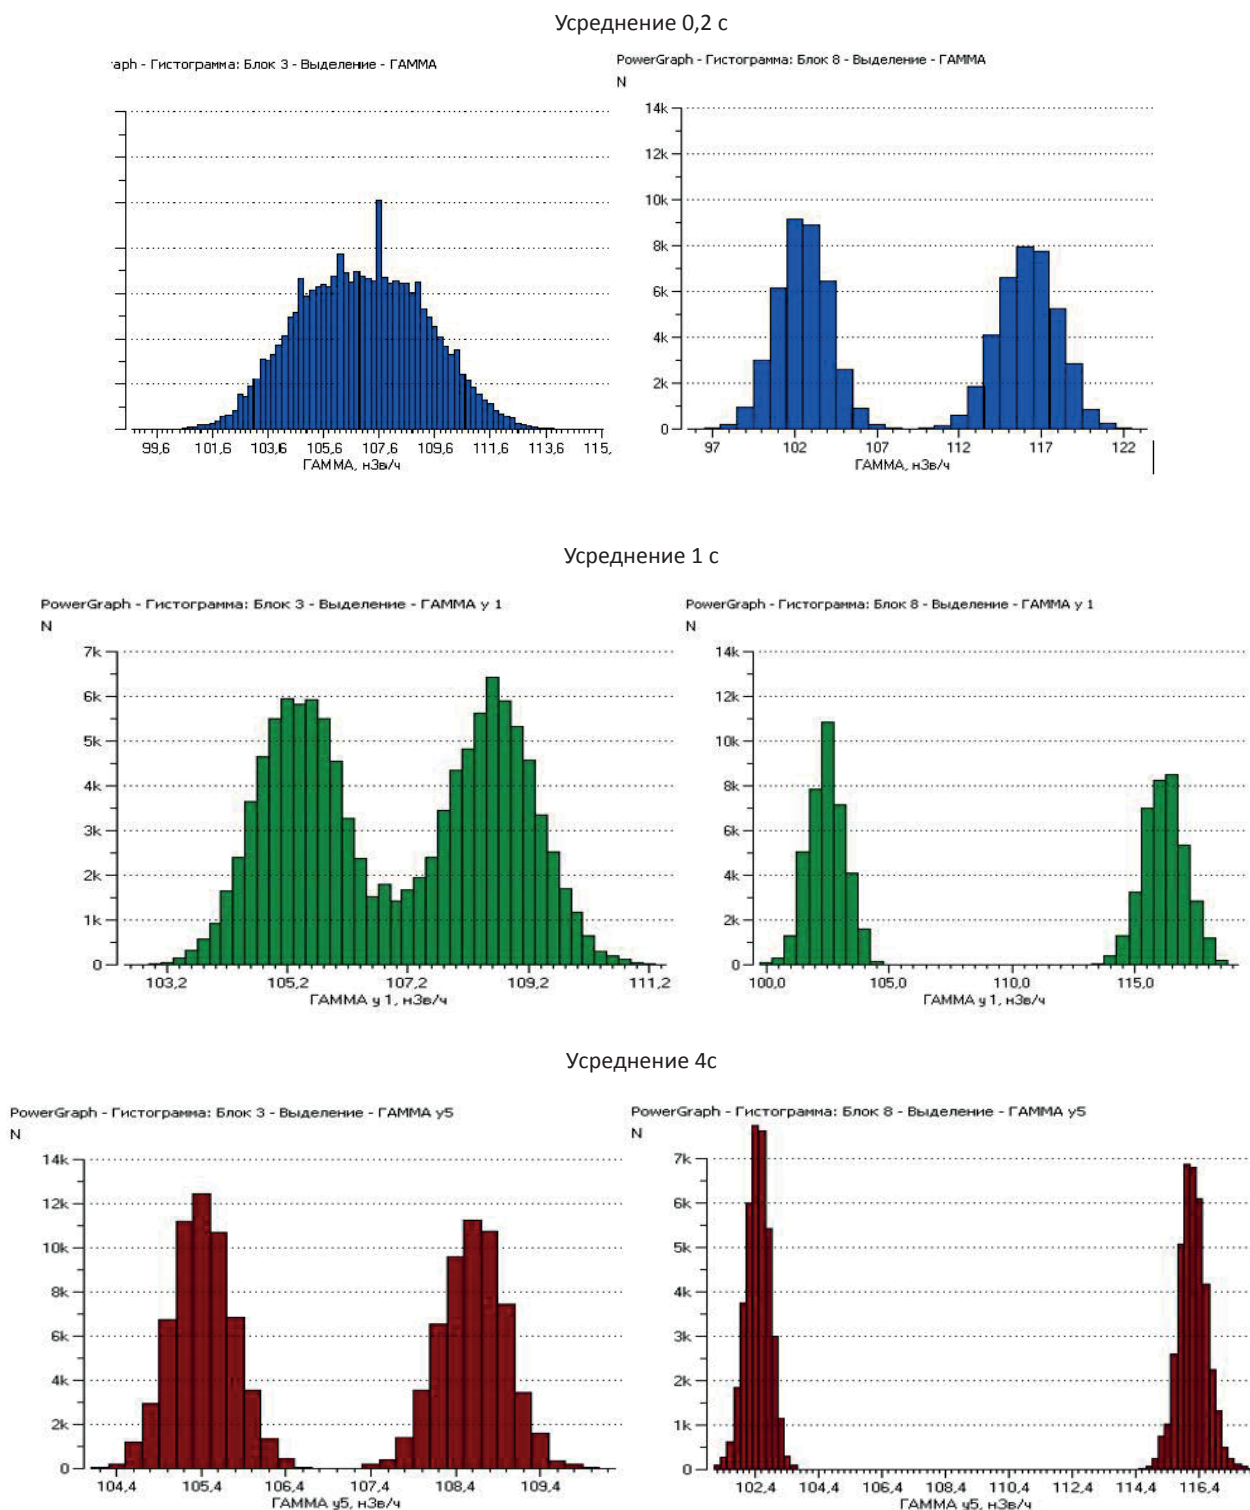 Усреднение 0,2 с
raph - Гистограмма: Блок 3 - Выделение - ГАММА
99,6 101,6 103,6 105,6 107,6 109,6 111,6 113,6 115,
ГАММА, нЗв/ч
PowerGraph - Гистограмма: Блок 8 - Выделение - ГАММА
N
14k
12k
10k
8k
6k
4k
2k
0
97 102 107 112 117 122
ГАММА, нЗв/ч
Усреднение 1 с
PowerGraph - Гистограмма: Блок 3 - Выделение - ГАММА у 1
N
7k
6k
5k
4k
3k
2k
1k
0
103,2 105,2 107,2 109,2 111,2
ГАММА у 1, нЗв/ч
PowerGraph - Гистограмма: Блок 8 - Выделение - ГАММА у 1
N
14k
12k
10k
8k
6k
4k
2k
0
100,0 105,0 110,0 115,0
ГАММА у 1, нЗв/ч
Усреднение 4с
PowerGraph - Гистограмма: Блок 3 - Выделение - ГАММА у5
N
14k
12k
10k
8k
6k
4k
2k
0
104,4 105,4 106,4 107,4 108,4 109,4
ГАММА у5, нЗв/ч
PowerGraph - Гистограмма: Блок 8 - Выделение - ГАММА у5
N
7k
6k
5k
4k
3k
2k
1k
0
102,4 104,4 106,4 108,4 110,4 112,4 114,4 116,4
ГАММА у5, нЗв/ч